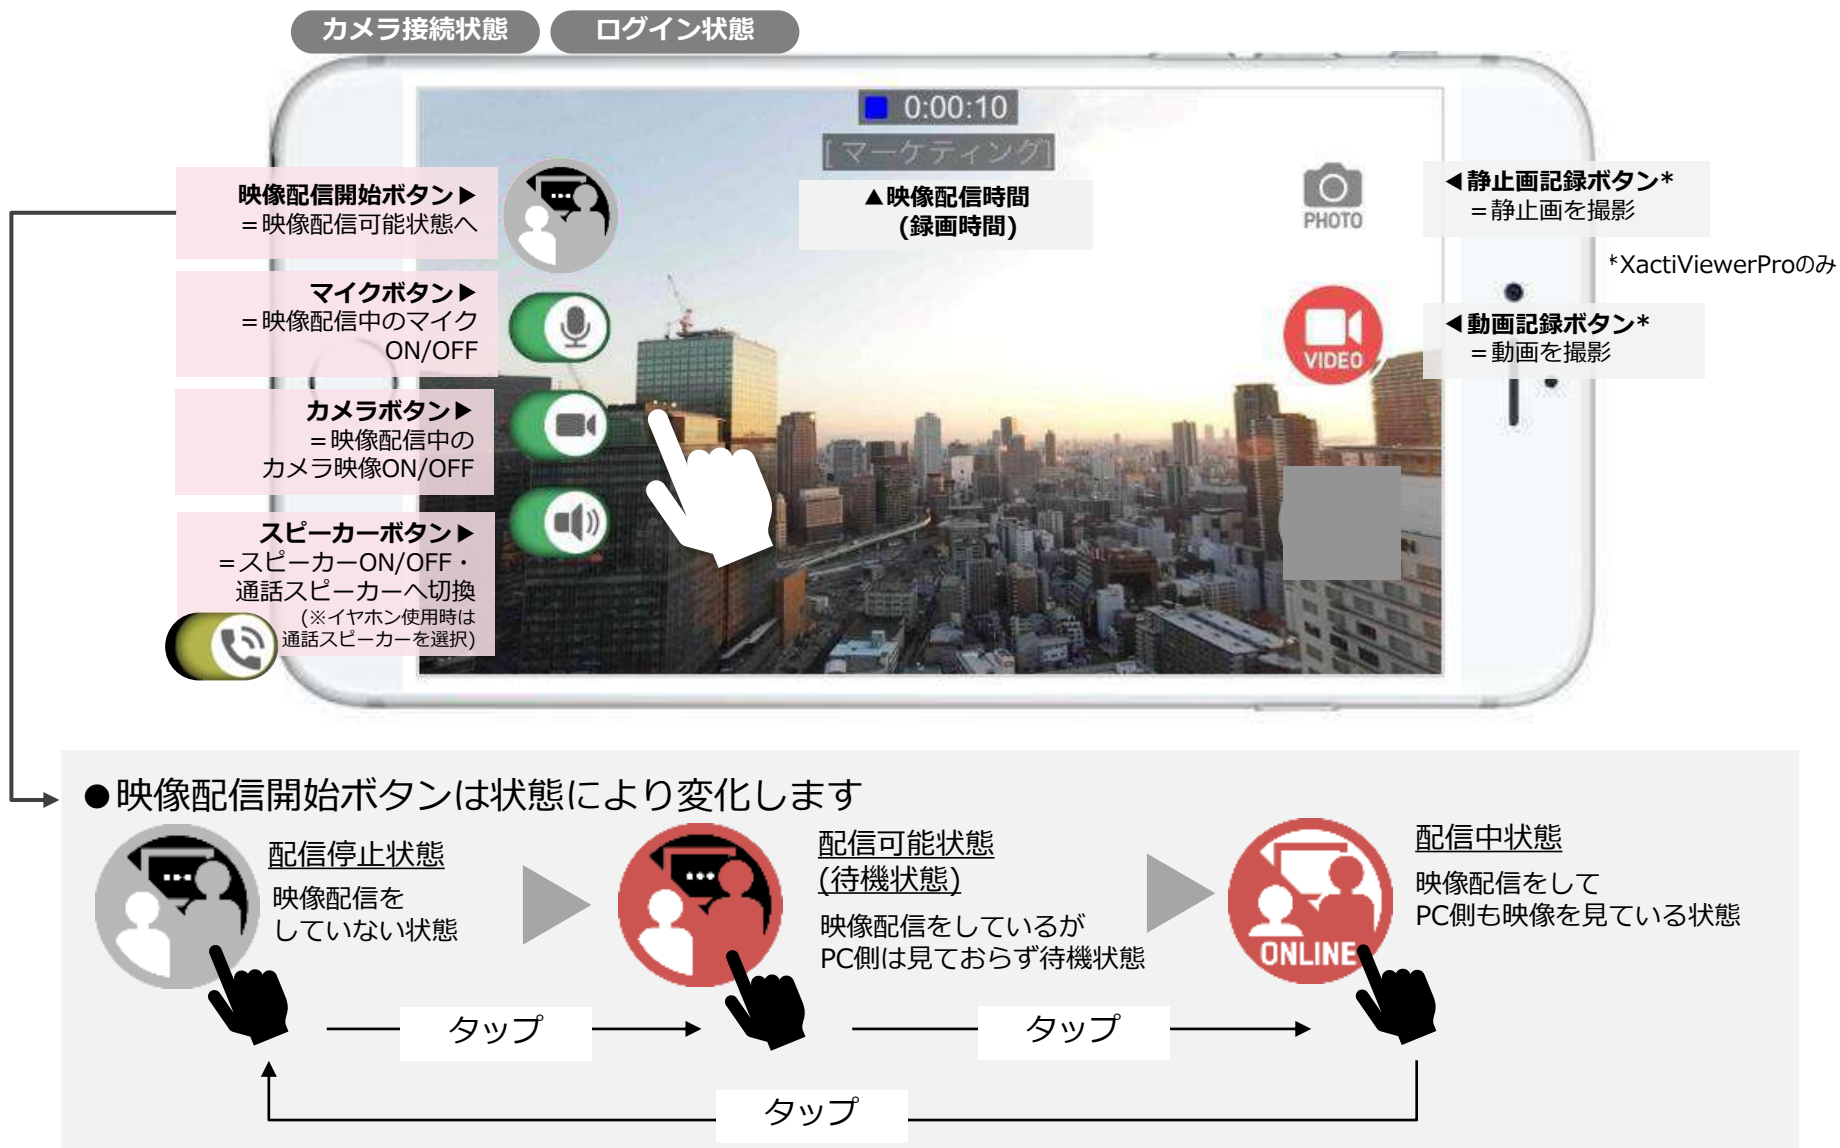 カメラ接続状態
ログイン状態
0:00:10
[マーケティング]
▲映像配信時間
(録画時間)
映像配信開始ボタン▶
＝映像配信可能状態へ
マイクボタン▶
＝映像配信中のマイク
ON/OFF
カメラボタン▶
＝映像配信中の
カメラ映像ON/OFF
スピーカーボタン▶
＝スピーカーON/OFF・
通話スピーカーへ切換
(※イヤホン使用時は
通話スピーカーを選択)
PHOTO
◀静止画記録ボタン*
＝静止画を撮影
*XactiViewerProのみ
VIDEO
◀動画記録ボタン*
＝動画を撮影
●映像配信開始ボタンは状態により変化します
配信停止状態
映像配信を
していない状態
配信可能状態
(待機状態)
映像配信をしているが
PC側は見ておらず待機状態
ONLINE
配信中状態
映像配信をして
PC側も映像を見ている状態
タップ
タップ
タップ